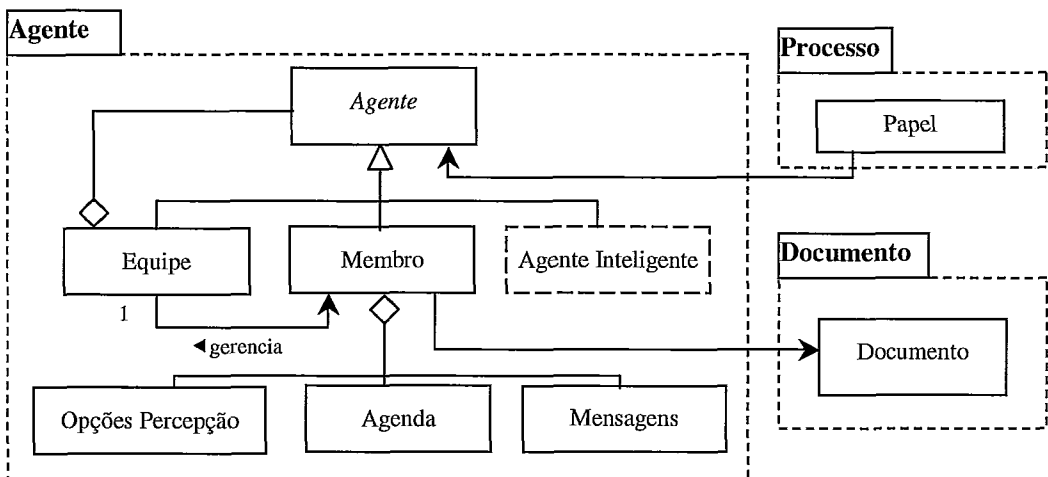 Agente
Processo
Agente
Papel
Documento
Equipe
Membro
Agente Inteligente
1
◄ gerencia
Documento
Opções Percepção
Agenda
Mensagens